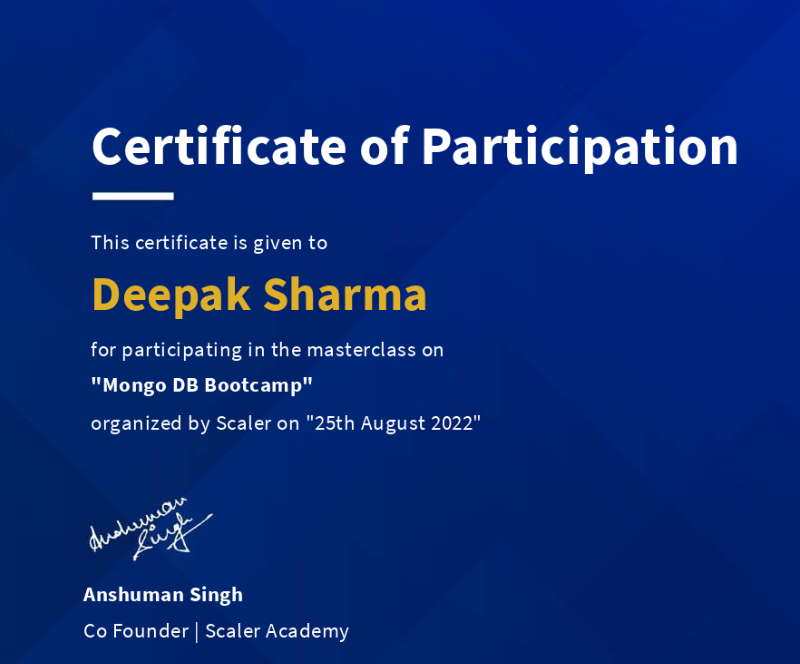 Certificate of Participation
This certificate is given to
Deepak Sharma
for participating in the masterclass on
"Mongo DB Bootcamp"
organized by Scaler on "25th August 2022"
Anshuman
Singh
Anshuman Singh
Co Founder | Scaler Academy